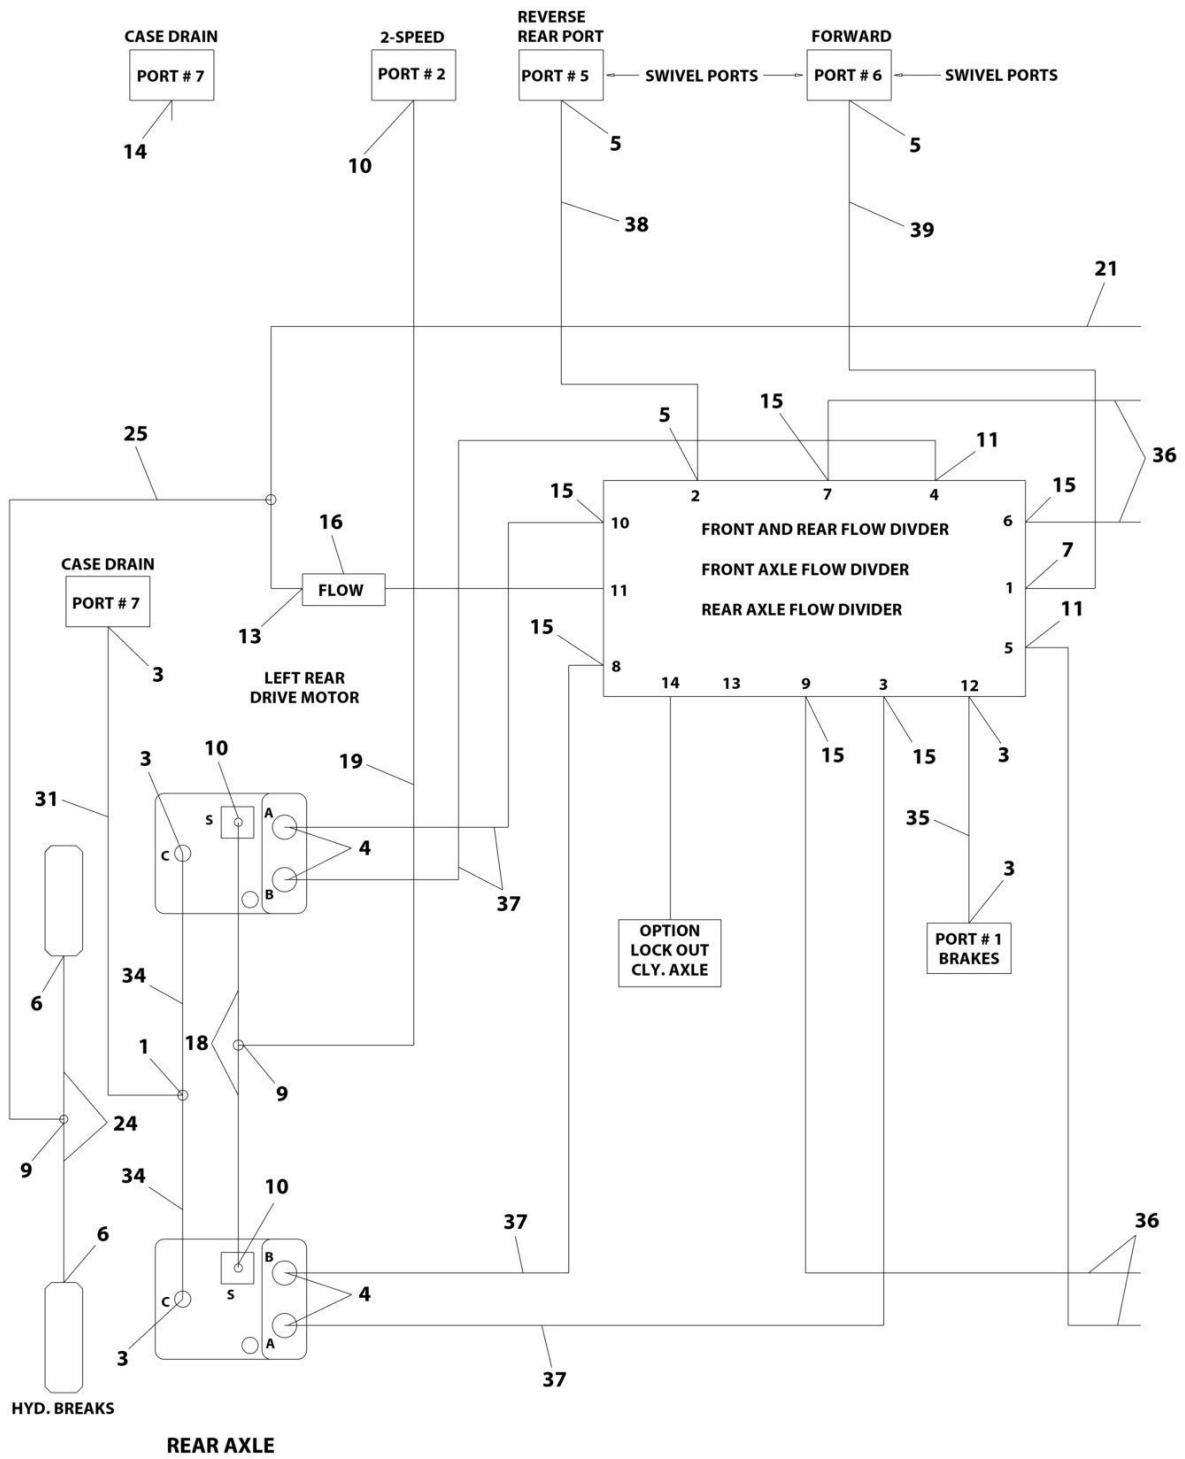 REVERSE
CASE DRAIN
2-SPEED
REAR PORT
FORWARD
PORT # 7
PORT # 2
PORT # 5
SWIVEL PORTS
PORT # 6
SWIVEL PORTS
14
10
5
5
38
39
21
5
15
25
11
36
15
2
7
4
15
16
10
FRONT AND REAR FLOW DIVDER
6
7
CASE DRAIN
FRONT AXLE FLOW DIVDER
FLOW
11
1
PORT # 7
REAR AXLE FLOW DIVIDER
11
13
15
5
3
LEFT REAR
DRIVE MOTOR
8
14
13
9
3
12
10
3
19
15
15
3
31
S
A
35
C
4
B
37
3
OPTION
LOCK OUT
CLY. AXLE
PORT # 1
BRAKES
34
6
18
1
9
24
9
34
10
37
36
6
B
C
S
4
A
3
37
HYD. BREAKS
REAR AXLE